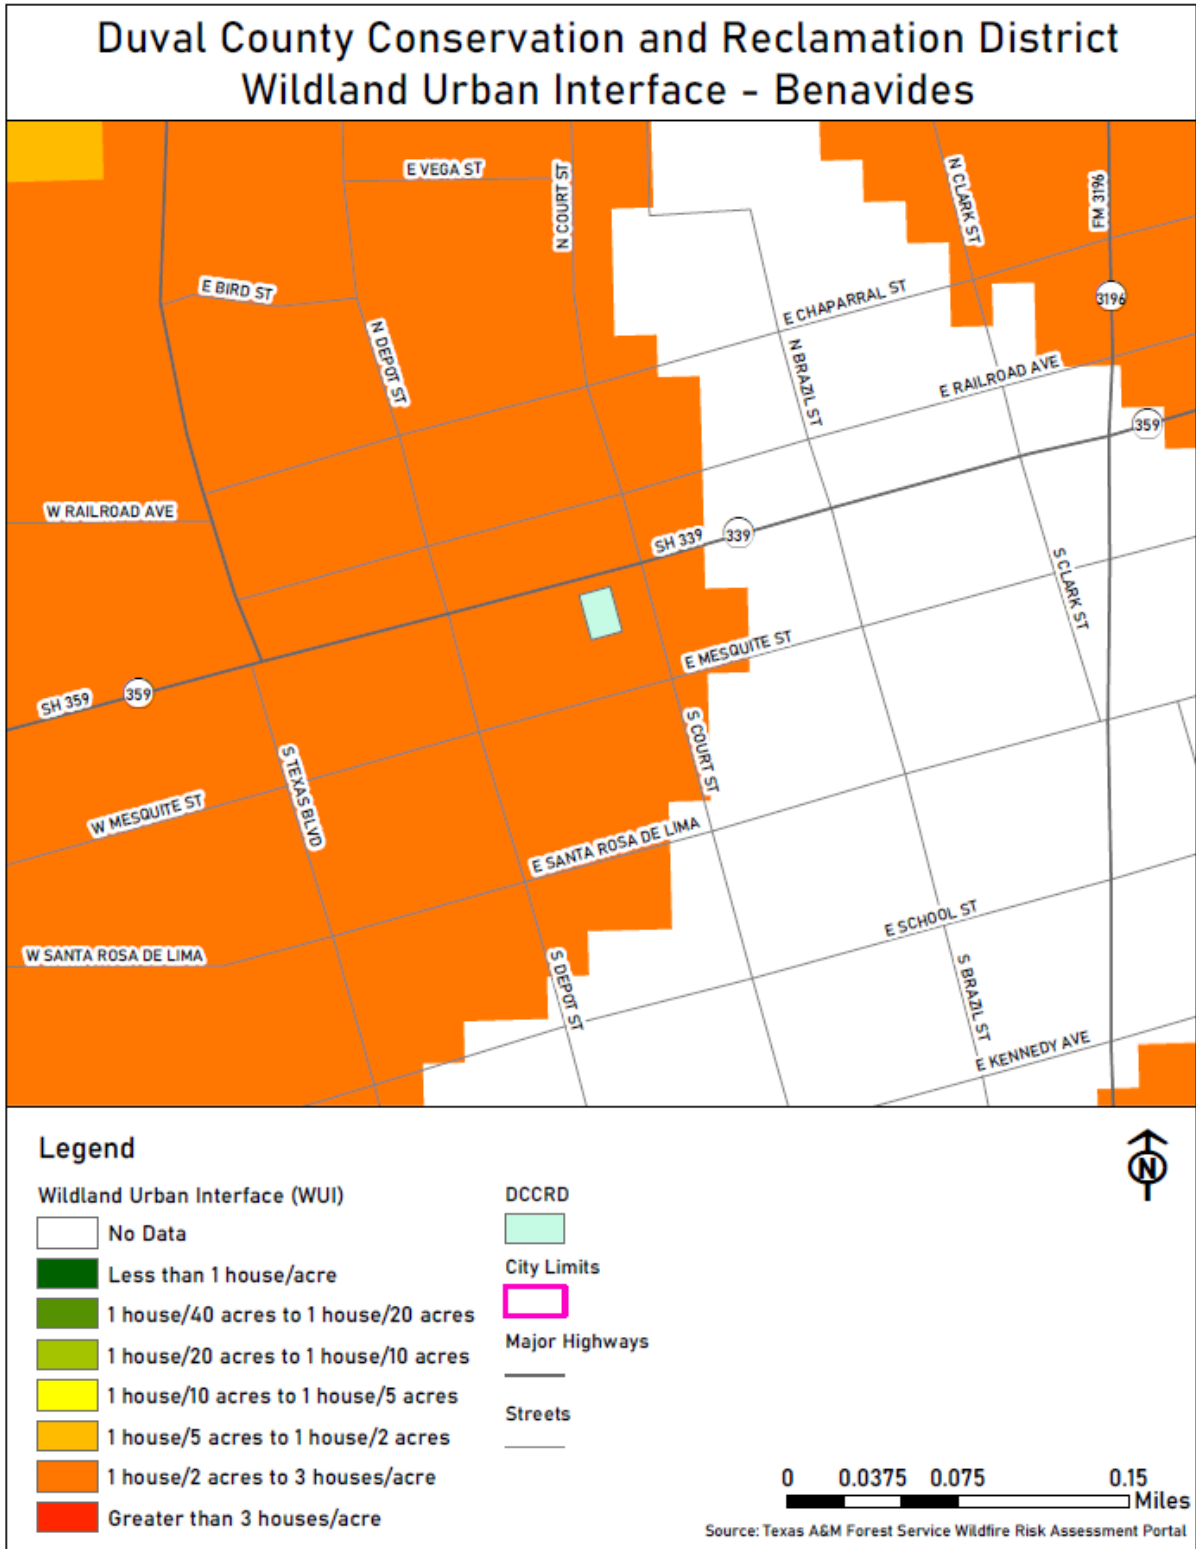 Duval County Conservation and Reclamation District
Wildland Urban Interface - Benavides
E VEGA ST
N COURT ST
N CLARK ST
FM 3196
E BIRD ST
E CHAPARRAL ST
3196
N DEPOT ST
N BRAZIL ST
E RAILROAD AVE
359
W RAILROAD AVE
SH 339
339
S CLARK ST
E MESQUITE ST
SH 359
359
S COURT ST
S TEXAS BLVD
W MESQUITE ST
E SANTA ROSA DE LIMA
E SCHOOL ST
W SANTA ROSA DE LIMA
S DEPOT ST
S BRAZIL ST
E KENNEDY AVE
Legend
Wildland Urban Interface (WUI)
No Data
Less than 1 house/acre
1 house/40 acres to 1 house/20 acres
1 house/20 acres to 1 house/10 acres
1 house/10 acres to 1 house/5 acres
1 house/5 acres to 1 house/2 acres
1 house/2 acres to 3 houses/acre
Greater than 3 houses/acre
DCCRD
City Limits
Major Highways
Streets
N
0 0.0375 0.075 0.15
Miles
Source: Texas A&M Forest Service Wildfire Risk Assessment Portal